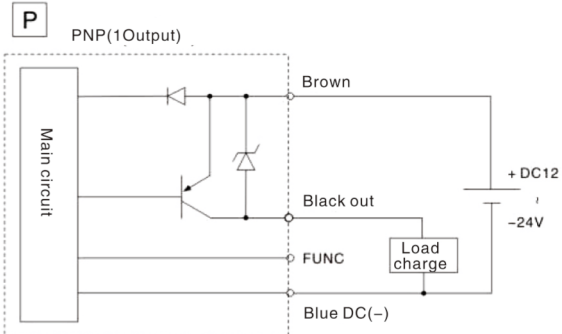 P
PNP(1Output)
Brown
Main circuit
+ DC12
~
-24V
Black out
Load
charge
FUNC
Blue DC(-)